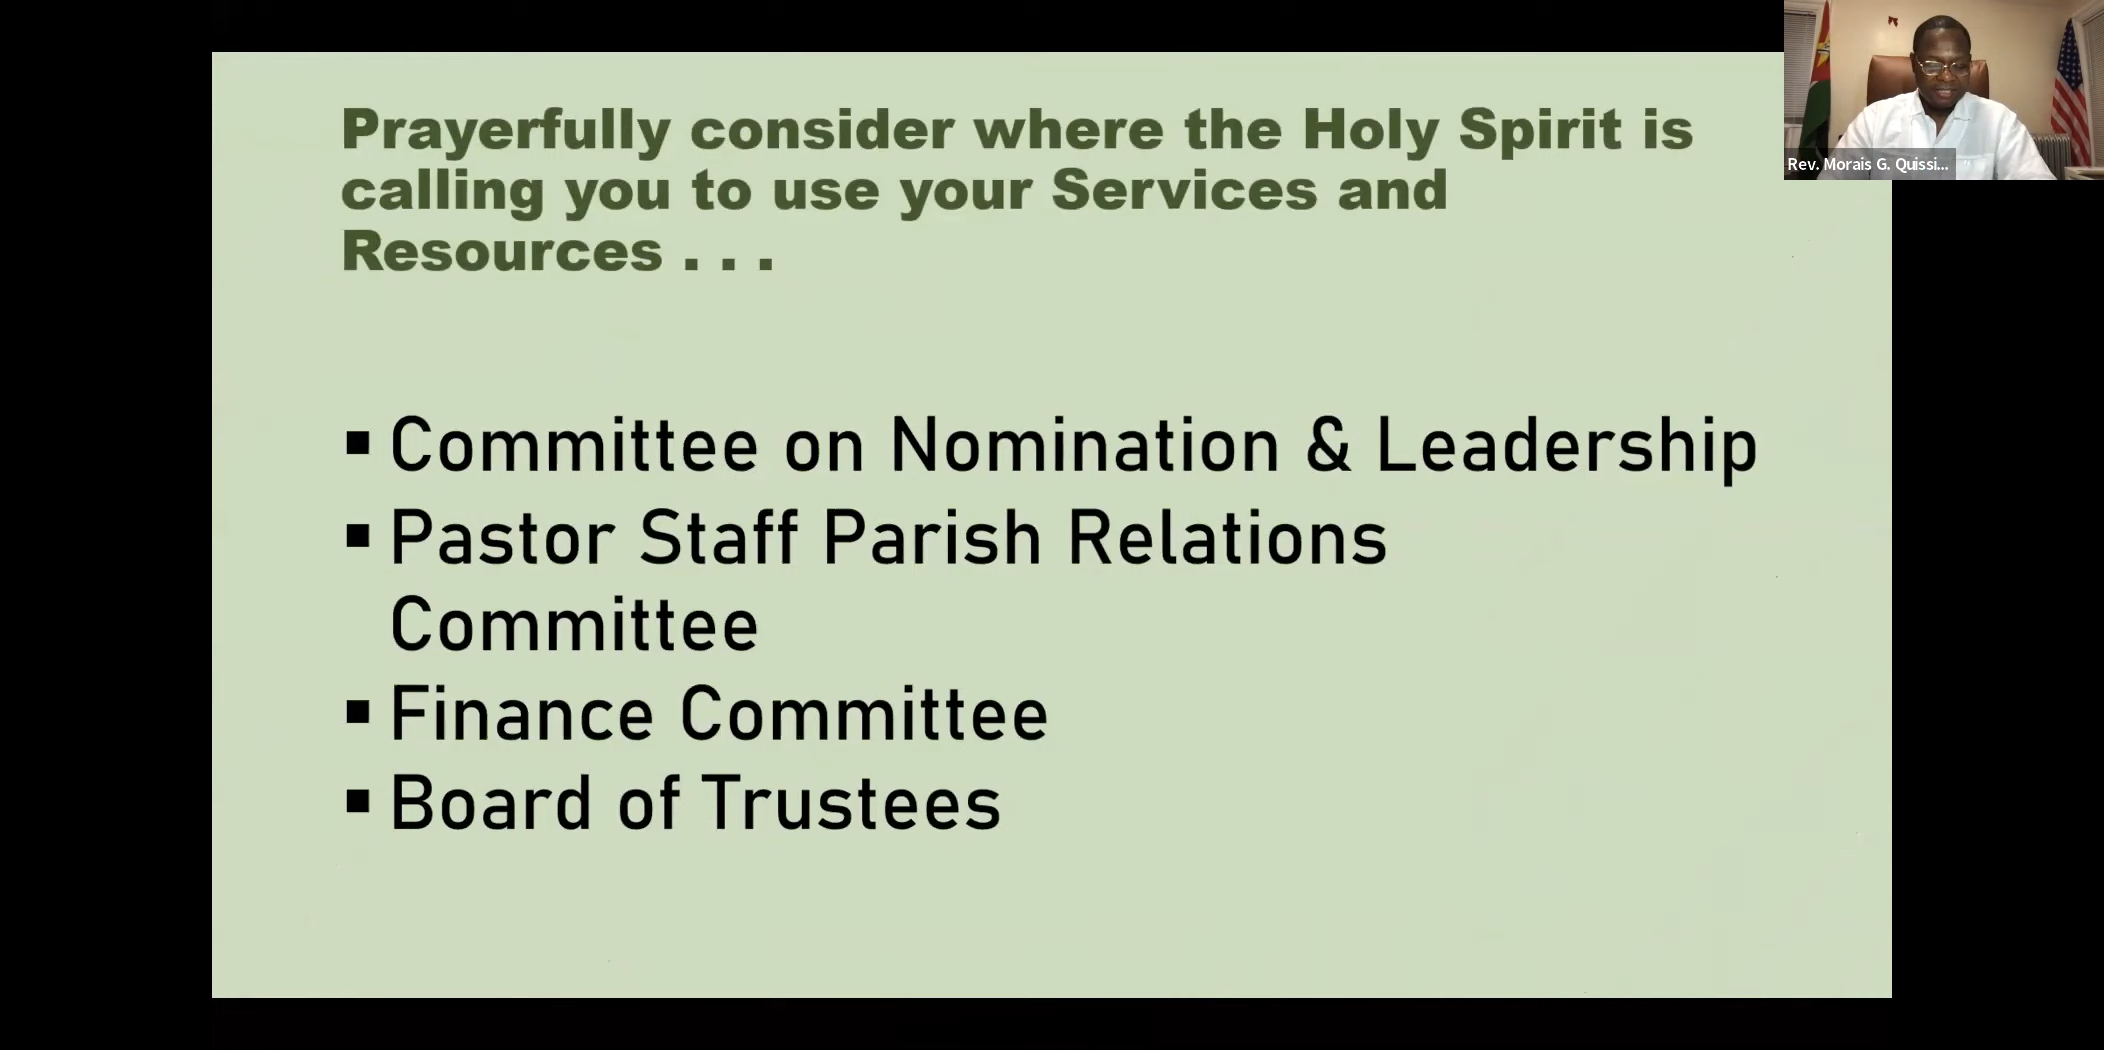 Prayerfully consider where the Holy Spirit is
calling you to use your Services and
Resources . . .
▪ Committee on Nomination & Leadership
▪ Pastor Staff Parish Relations
Committee
▪ Finance Committee
▪ Board of Trustees
Rev. Morais G. Quissi...